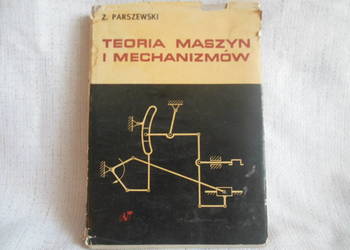 Z. PARSZEWSKI
TEORIA MASZYN
I MECHANIZMÓW